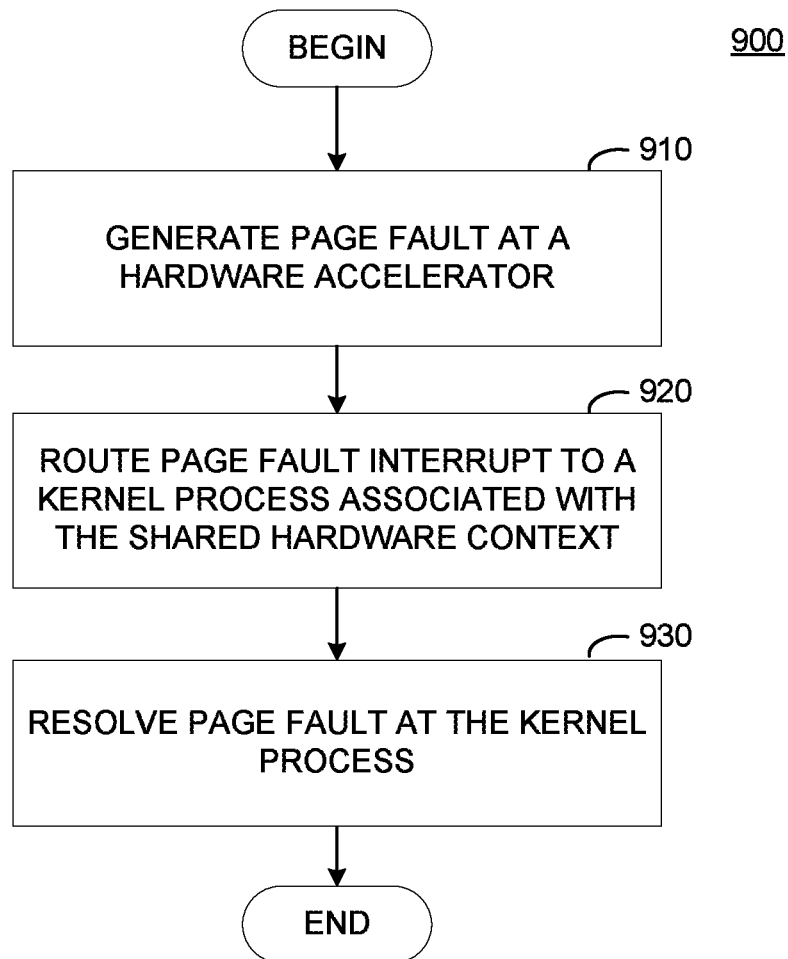 BEGIN
900
910
GENERATE PAGE FAULT AT A
HARDWARE ACCELERATOR
920
ROUTE PAGE FAULT INTERRUPT TO A
KERNEL PROCESS ASSOCIATED WITH
THE SHARED HARDWARE CONTEXT
930
RESOLVE PAGE FAULT AT THE KERNEL
PROCESS
END